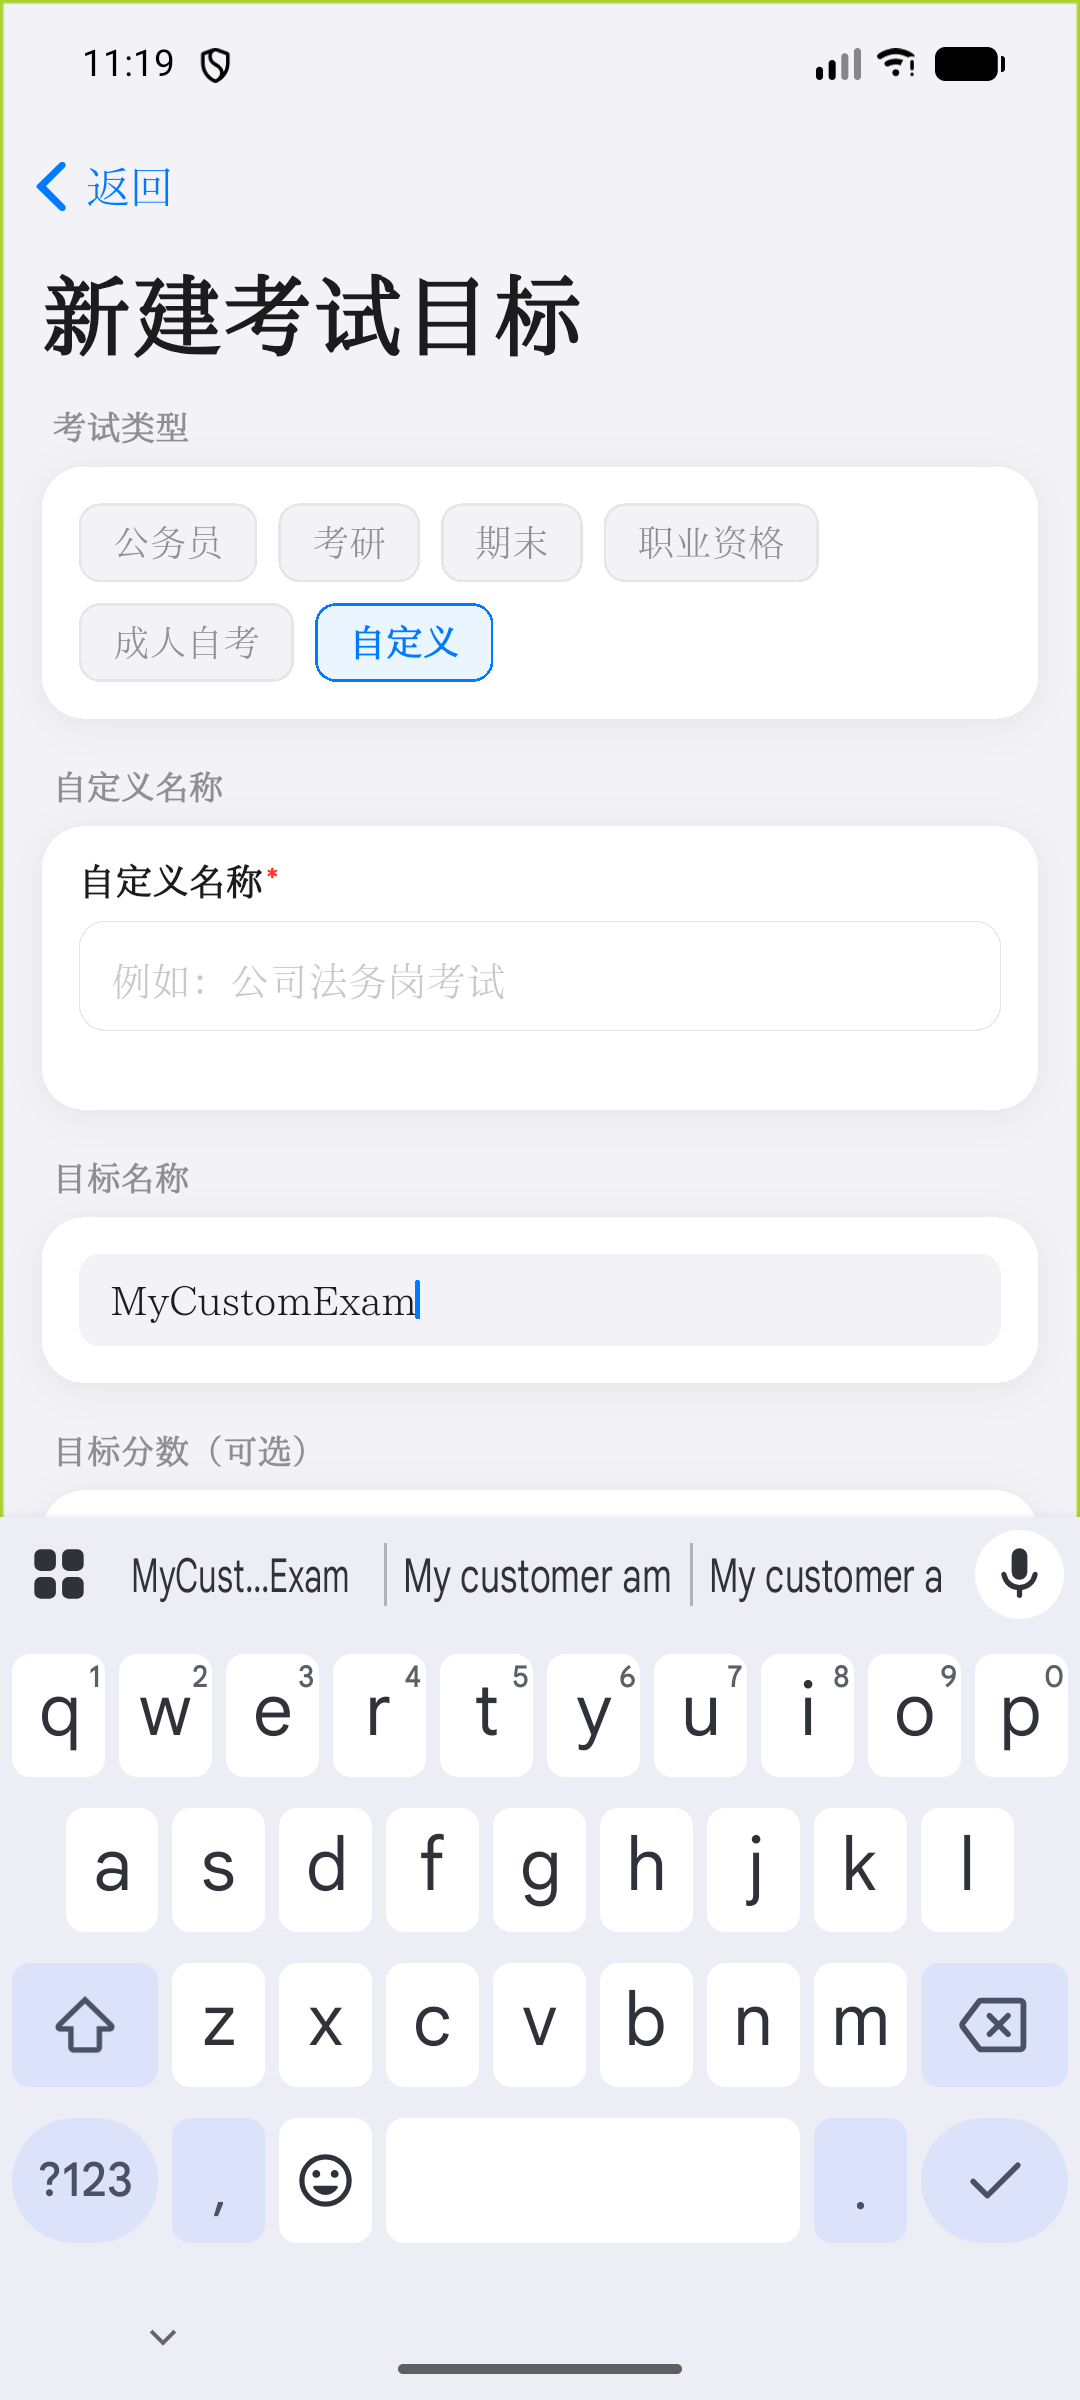 11:19
返回
新建考试目标
考试类型
公务员 考研 期末 职业资格
成人自考 自定义
自定义名称
自定义名称*
例如：公司法务岗考试
目标名称
MyCustomExam
目标分数（可选）
MyCust...Exam My customer am My customer a
q 1 w 2 e 3 r 4 t 5 y 6 u 7 i 8 o 9 p 0
a s d f g h j k l
z x c v b n m
?123 , .